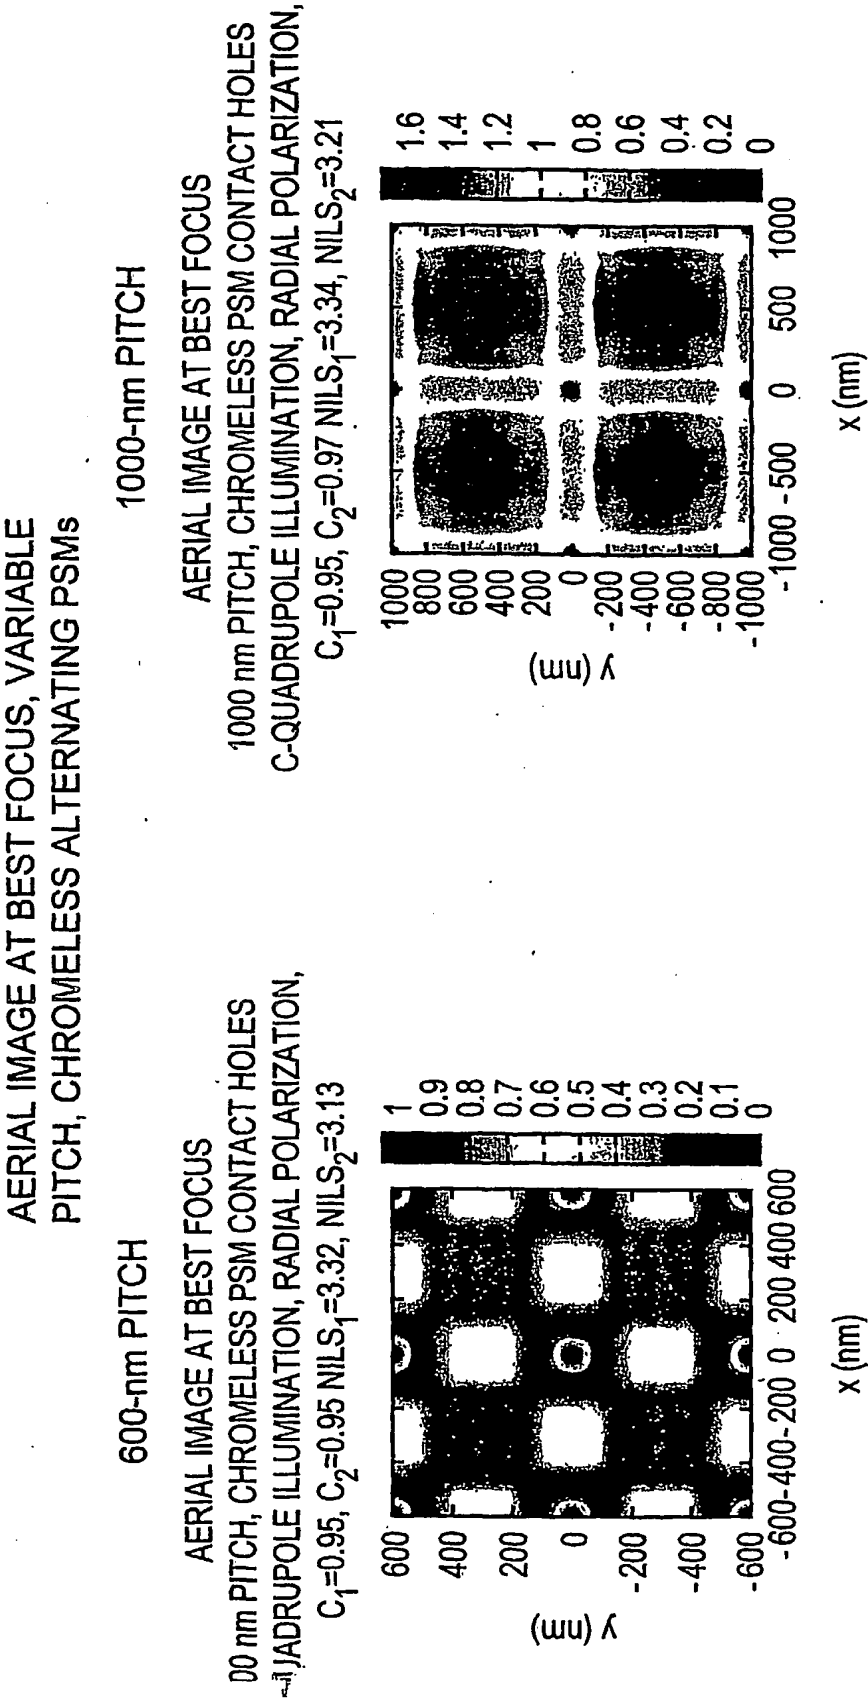 AERIAL IMAGE AT BEST FOCUS, VARIABLE
PITCH, CHROMELESS ALTERNATING PSMs
600-nm PITCH
AERIAL IMAGE AT BEST FOCUS
00 nm PITCH, CHROMELESS PSM CONTACT HOLES
JADRUPOLE ILLUMINATION, RADIAL POLARIZATION,
C1=0.95, C2=0.95 NILS1=3.32, NILS2=3.13
y (nm)
600
400
200
0
-200
-400
-600
-600-400-200 0 200 400 600
x (nm)
1
0.9
0.8
0.7
0.6
0.5
0.4
0.3
0.2
0.1
0
1000-nm PITCH
AERIAL IMAGE AT BEST FOCUS
1000 nm PITCH, CHROMELESS PSM CONTACT HOLES
C-QUADRUPOLE ILLUMINATION, RADIAL POLARIZATION,
C1=0.95, C2=0.97 NILS1=3.34, NILS2=3.21
y (nm)
1000
800
600
400
200
0
-200
-400
-600
-800
-1000
-1000 -500 0 500 1000
x (nm)
1.6
1.4
1.2
1
0.8
0.6
0.4
0.2
0